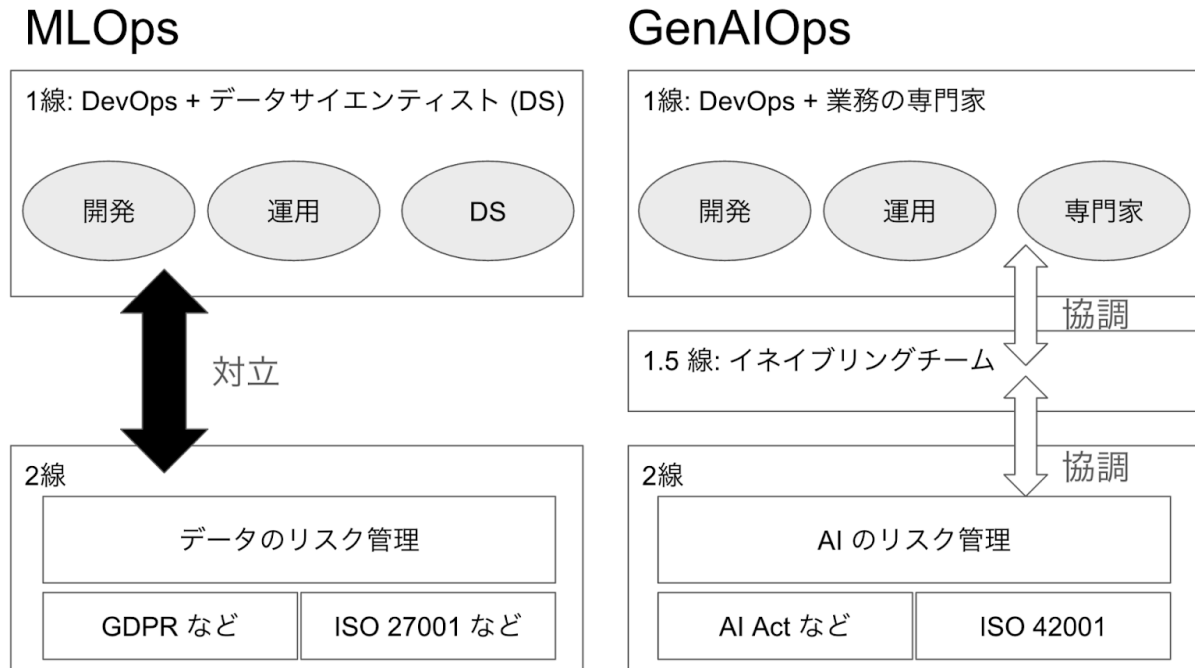 MLOps
1線: DevOps + データサイエンティスト (DS)
開発
運用
DS
対立
2線
データのリスク管理
GDPR など
ISO 27001 など
GenAIOps
1線: DevOps + 業務の専門家
開発
運用
専門家
協調
1.5 線: イネイブリングチーム
協調
2線
AI のリスク管理
AI Act など
ISO 42001